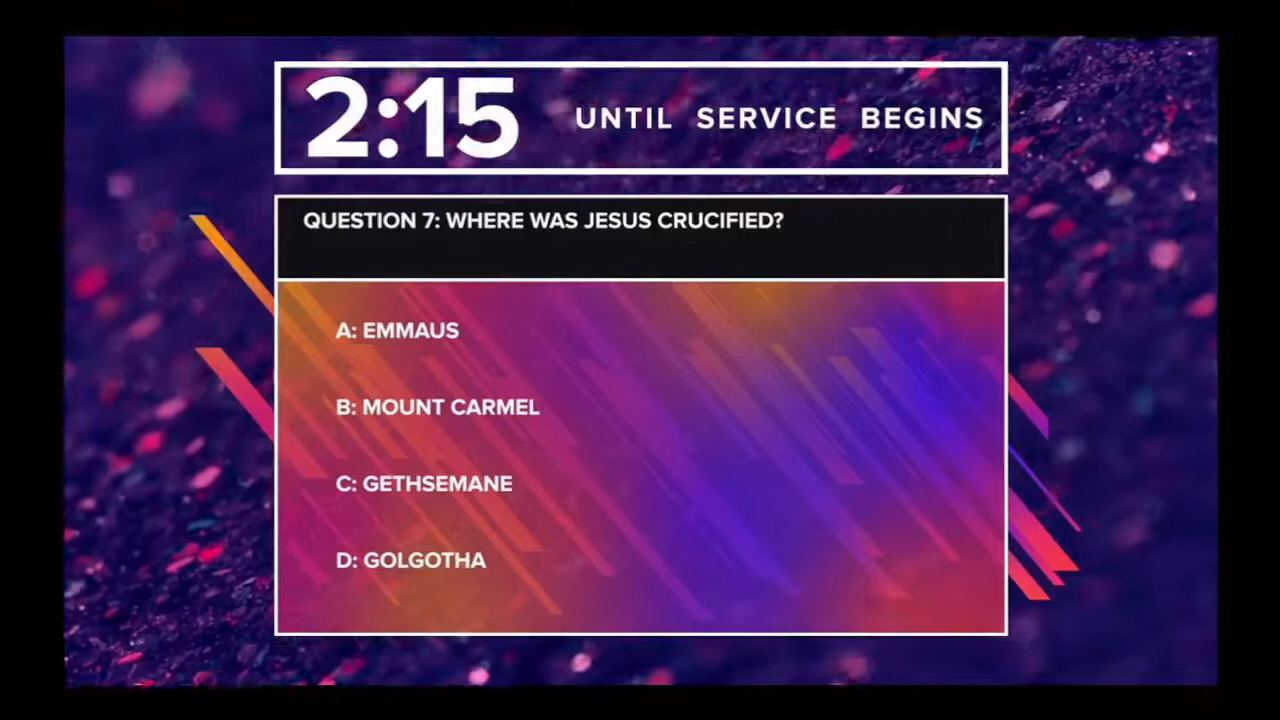 2:15 UNTIL SERVICE BEGINS
QUESTION 7: WHERE WAS JESUS CRUCIFIED?
A: EMMAUS
B: MOUNT CARMEL
C: GETHSEMANE
D: GOLGOTHA